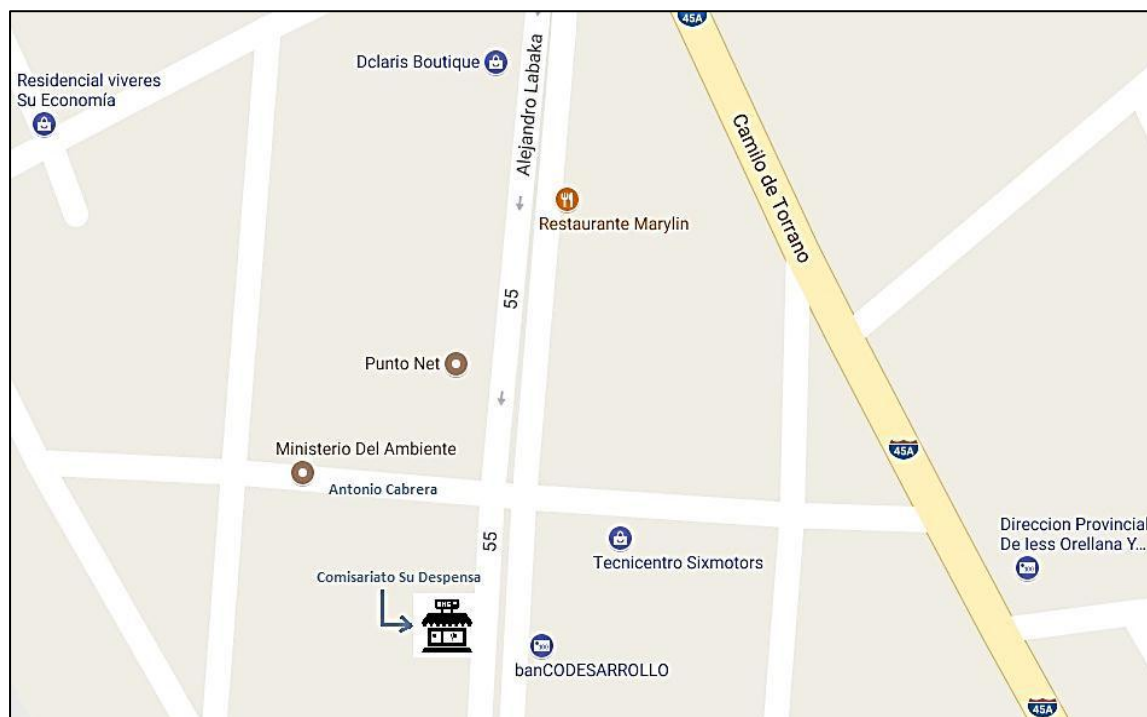 45A
Dclaris Boutique
Residencial viveres
Su Economía
Alejandro Labaka
Camilo de Torrano
Restaurante Marylin
55
Punto Net
Ministerio Del Ambiente
45A
Antonio Cabrera
55
Direccion Provincial
De Iess Orellana Y...
Tecnicentro Sixmotors
Comisariato Su Despensa
banCODESARROLLO
45A